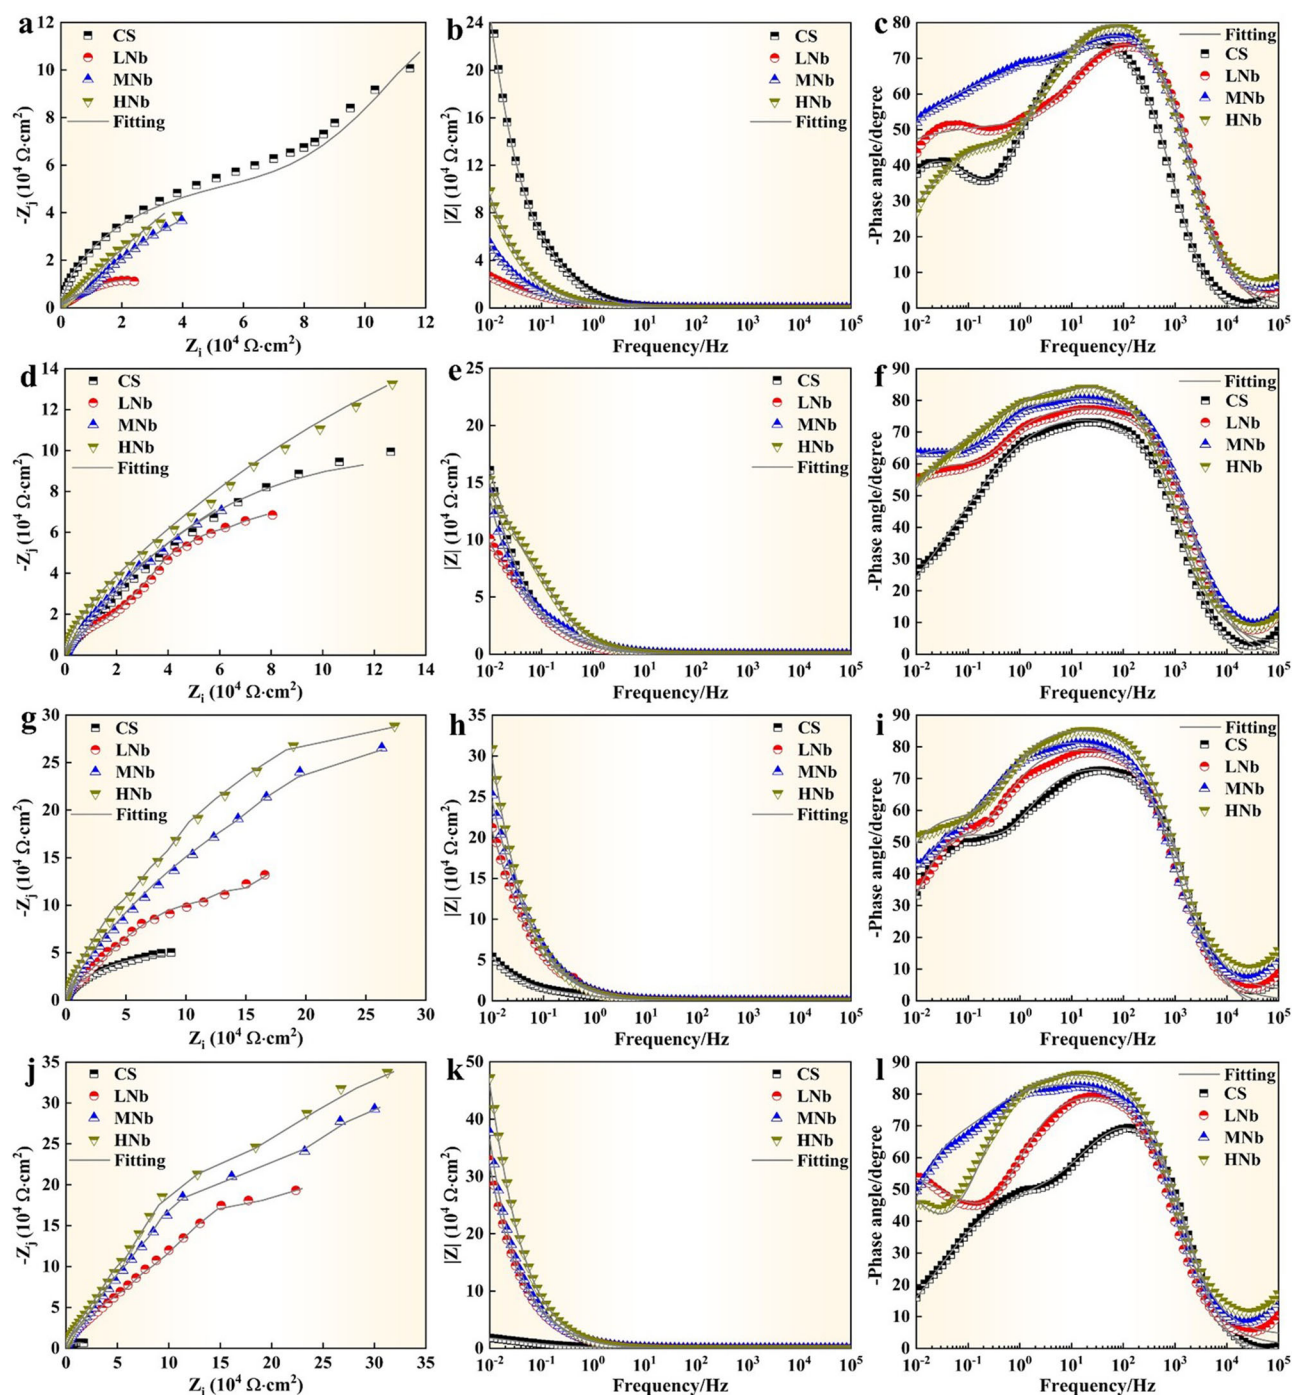 a
12
10
8
6
4
2
0
-Zj (10⁴ Ω·cm²)
CS
LNb
MNb
HNb
Fitting
0 2 4 6 8 10 12
Zi (10⁴ Ω·cm²)
b
24
20
16
12
8
4
0
|Z| (10⁴ Ω·cm²)
CS
LNb
MNb
HNb
Fitting
10⁻² 10⁻¹ 10⁰ 10¹ 10² 10³ 10⁴ 10⁵
Frequency/Hz
c
80
70
60
50
40
30
20
10
0
-Phase angle/degree
Fitting
CS
LNb
MNb
HNb
10⁻² 10⁻¹ 10⁰ 10¹ 10² 10³ 10⁴ 10⁵
Frequency/Hz
d
14
12
10
8
6
4
2
0
-Zj (10⁴ Ω·cm²)
CS
LNb
MNb
HNb
Fitting
0 2 4 6 8 10 12 14
Zi (10⁴ Ω·cm²)
e
25
20
15
10
5
0
|Z| (10⁴ Ω·cm²)
CS
LNb
MNb
HNb
Fitting
10⁻² 10⁻¹ 10⁰ 10¹ 10² 10³ 10⁴ 10⁵
Frequency/Hz
f
90
80
70
60
50
40
30
20
10
0
-Phase angle/degree
Fitting
CS
LNb
MNb
HNb
10⁻² 10⁻¹ 10⁰ 10¹ 10² 10³ 10⁴ 10⁵
Frequency/Hz
g
30
25
20
15
10
5
0
-Zj (10⁴ Ω·cm²)
CS
LNb
MNb
HNb
Fitting
0 5 10 15 20 25 30
Zi (10⁴ Ω·cm²)
h
35
30
25
20
15
10
5
0
|Z| (10⁴ Ω·cm²)
CS
LNb
MNb
HNb
Fitting
10⁻² 10⁻¹ 10⁰ 10¹ 10² 10³ 10⁴ 10⁵
Frequency/Hz
i
90
80
70
60
50
40
30
20
10
0
-Phase angle/degree
Fitting
CS
LNb
MNb
HNb
10⁻² 10⁻¹ 10⁰ 10¹ 10² 10³ 10⁴ 10⁵
Frequency/Hz
j
35
30
25
20
15
10
5
0
-Zj (10⁴ Ω·cm²)
CS
LNb
MNb
HNb
Fitting
0 5 10 15 20 25 30 35
Zi (10⁴ Ω·cm²)
k
50
40
30
20
10
0
|Z| (10⁴ Ω·cm²)
CS
LNb
MNb
HNb
Fitting
10⁻² 10⁻¹ 10⁰ 10¹ 10² 10³ 10⁴ 10⁵
Frequency/Hz
l
90
80
70
60
50
40
30
20
10
0
-Phase angle/degree
Fitting
CS
LNb
MNb
HNb
10⁻² 10⁻¹ 10⁰ 10¹ 10² 10³ 10⁴ 10⁵
Frequency/Hz